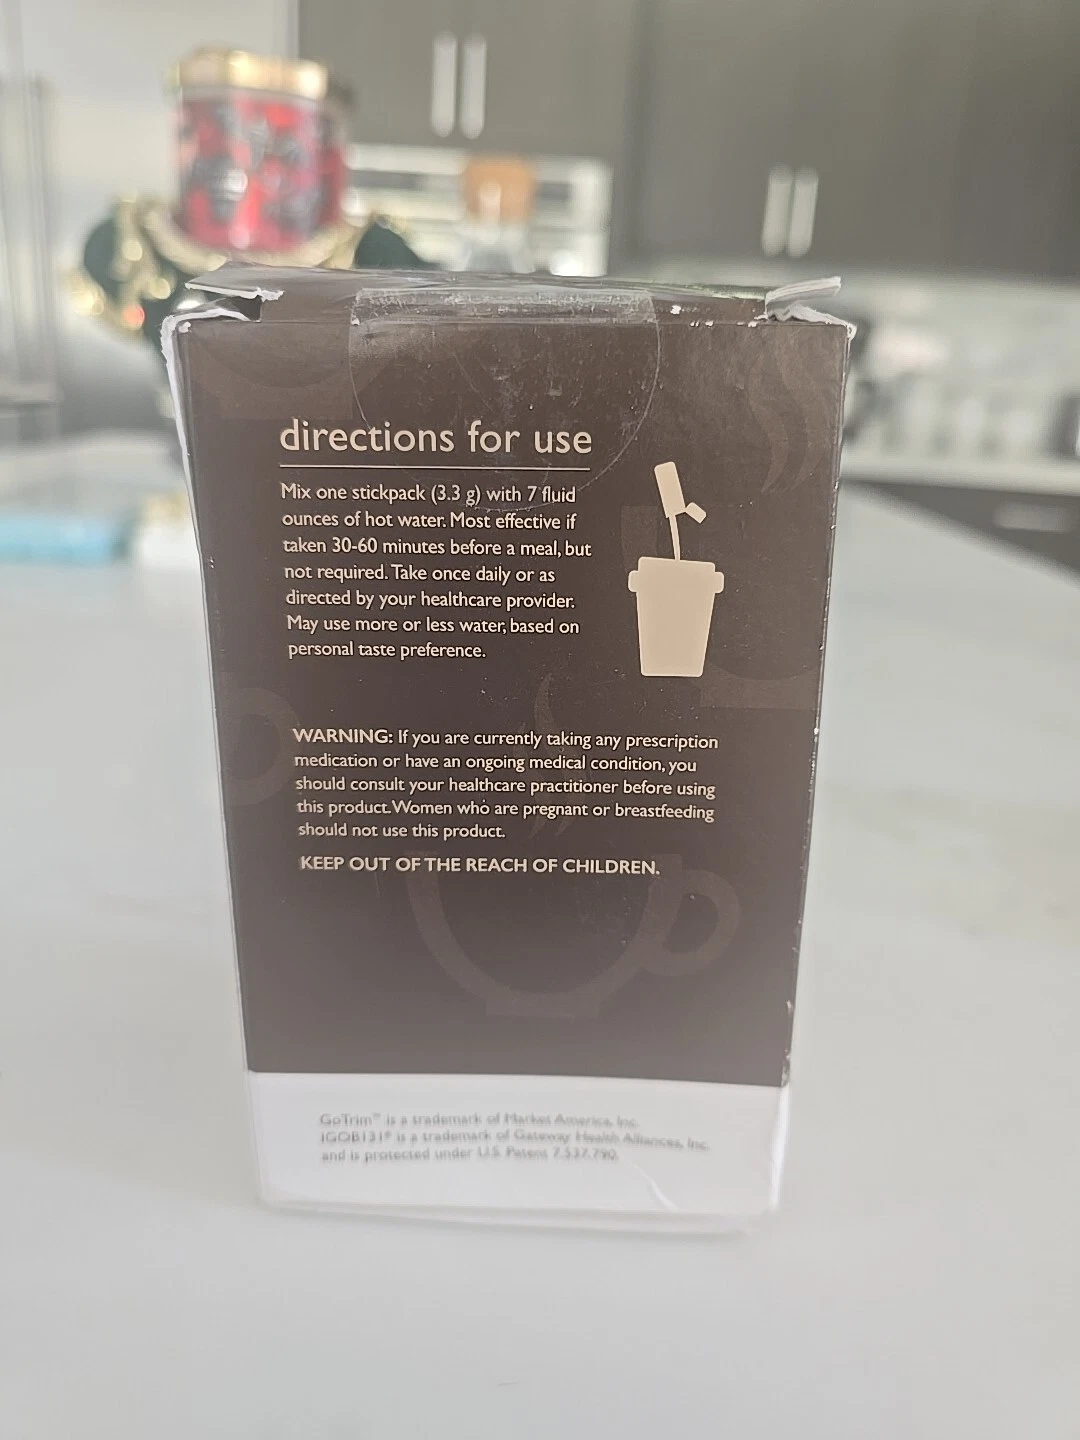 directions for use
Mix one stickpack (3.3 g) with 7 fluid
ounces of hot water. Most effective if
taken 30-60 minutes before a meal, but
not required. Take once daily or as
directed by your healthcare provider.
May use more or less water, based on
personal taste preference.
WARNING: If you are currently taking any prescription
medication or have an ongoing medical condition, you
should consult your healthcare practitioner before using
this product. Women who are pregnant or breastfeeding
should not use this product.
KEEP OUT OF THE REACH OF CHILDREN.
GoTrim™ is a trademark of Market America, Inc.
IGOB131® is a trademark of Gateway Health Alliances, Inc.
and is protected under U.S. Patent 7,537,790.